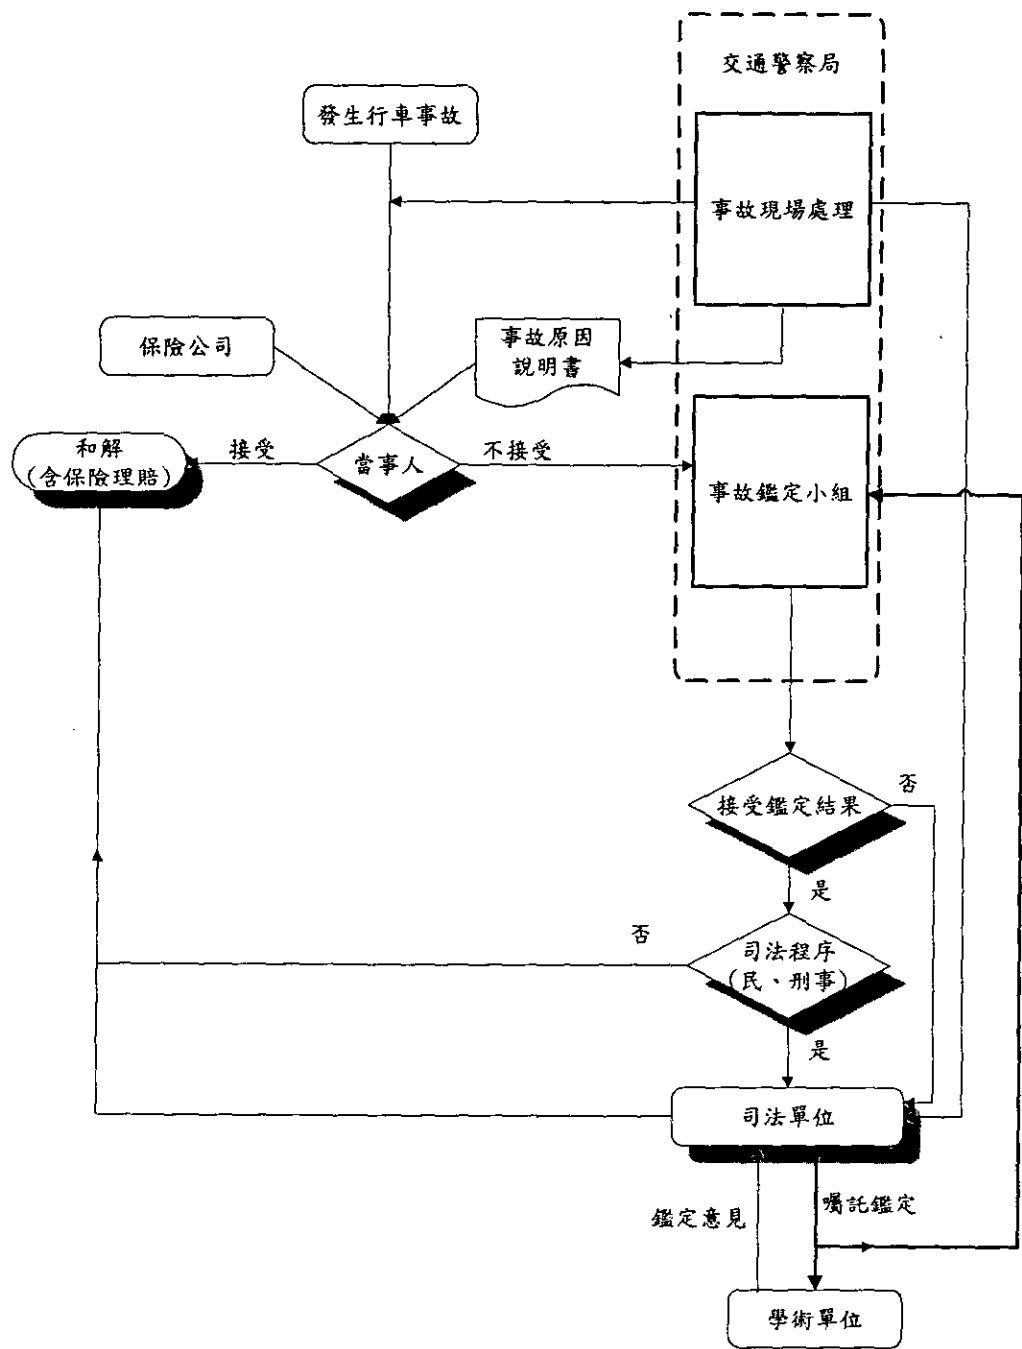 交通警察局
發生行車事故
事故現場處理
保險公司
事故原因
說明書
和解
(含保險理賠)
接受
當事人
不接受
事故鑑定小組
接受鑑定結果
否
是
否
司法程序
(民、刑事)
是
司法單位
鑑定意見
囑託鑑定
學術單位